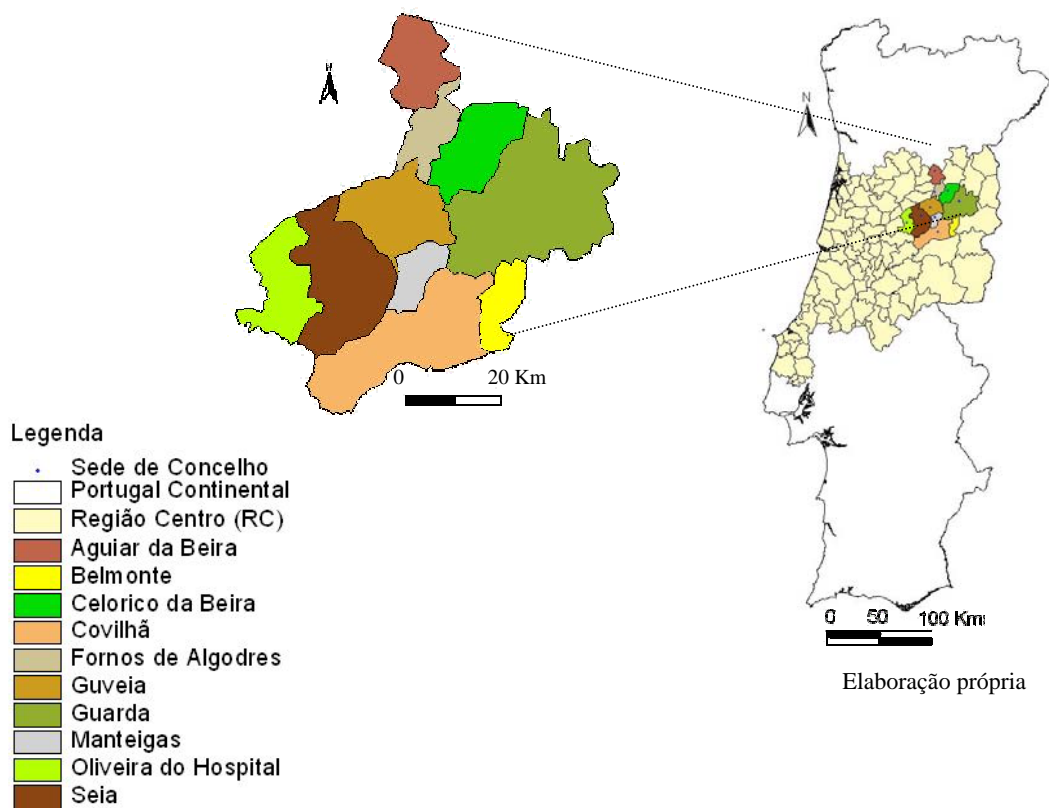 N
N
0 20 Km
Legenda
Sede de Concelho
Portugal Continental
Região Centro (RC)
Aguiar da Beira
Belmonte
Celorico da Beira
Covilhã
Fornos de Algodres
Guveia
Guarda
Manteigas
Oliveira do Hospital
Seia
0 50 100 Kms
Elaboração própria